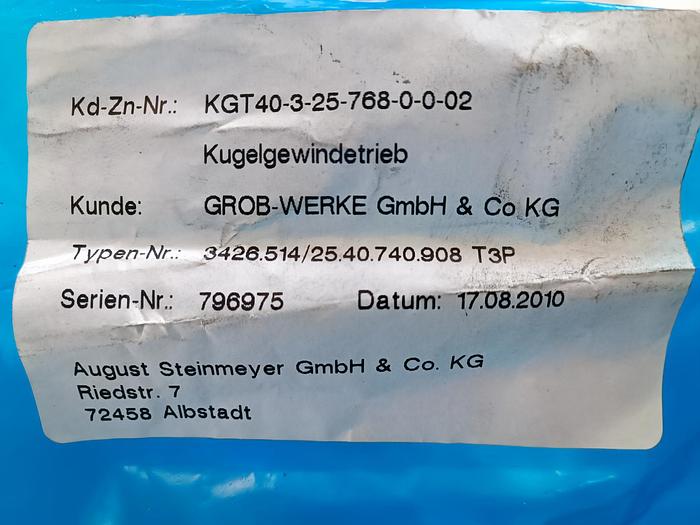 Kd-Zn-Nr.: KGT40-3-25-768-0-0-02
Kugelgewindetrieb
Kunde: GROB-WERKE GmbH & Co KG
Typen-Nr.: 3426.514/25.40.740.908 T3P
Serien-Nr.: 796975 Datum: 17.08.2010
August Steinmeyer GmbH & Co. KG
Riedstr. 7
72458 Albstadt